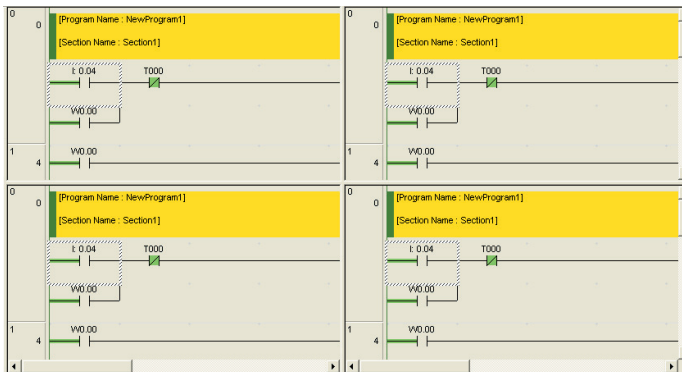 0 0 [Program Name : NewProgram1]
[Section Name : Section1]
I: 0.04 T000
W0.00
1 4 W0.00
0 0 [Program Name : NewProgram1]
[Section Name : Section1]
I: 0.04 T000
W0.00
1 4 W0.00
0 0 [Program Name : NewProgram1]
[Section Name : Section1]
I: 0.04 T000
W0.00
1 4 W0.00
0 0 [Program Name : NewProgram1]
[Section Name : Section1]
I: 0.04 T000
W0.00
1 4 W0.00